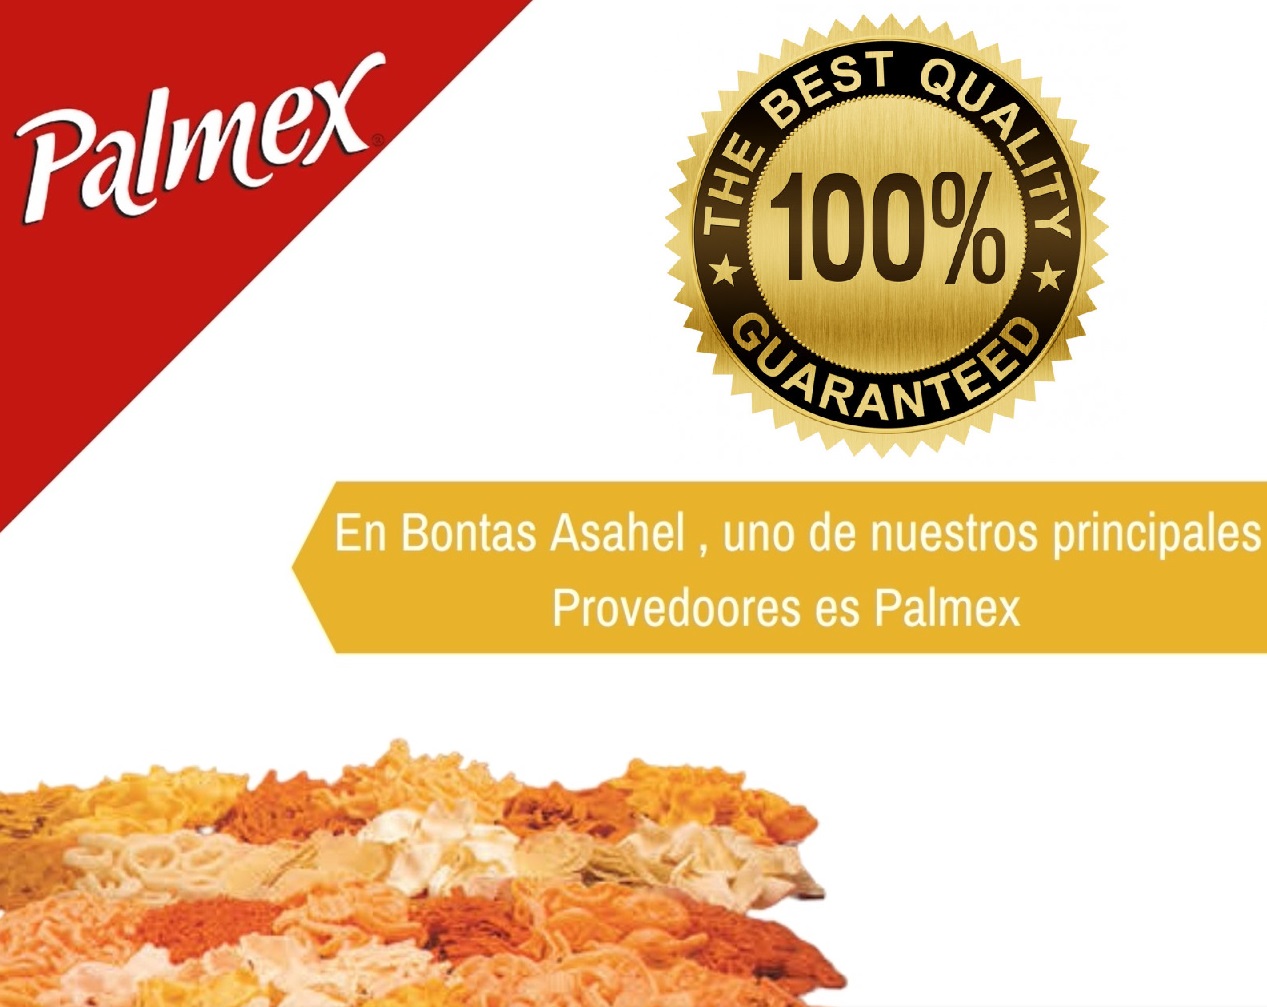 Palmex®
THE BEST QUALITY
100%
GUARANTEED
En Bontas Asahel , uno de nuestros principales
Provedoores es Palmex